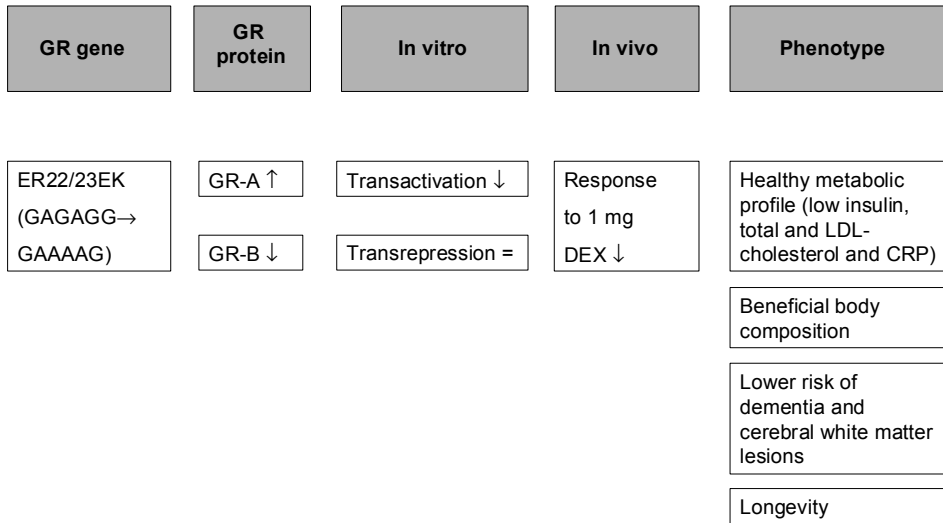 GR gene
GR
protein
In vitro
In vivo
Phenotype
ER22/23EK
(GAGAGG→
GAAAAG)
GR-A ↑
GR-B ↓
Transactivation ↓
Transrepression =
Response
to 1 mg
DEX ↓
Healthy metabolic
profile (low insulin,
total and LDL-
cholesterol and CRP)
Beneficial body
composition
Lower risk of
dementia and
cerebral white matter
lesions
Longevity